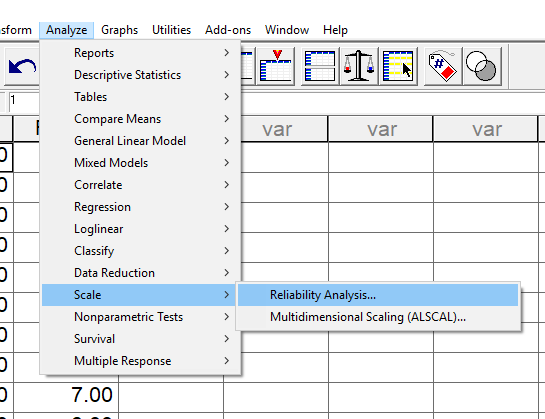 nsform Analyze Graphs Utilities Add-ons Window Help
Reports
Descriptive Statistics
Tables
Compare Means
General Linear Model
Mixed Models
Correlate
Regression
Loglinear
Classify
Data Reduction
Scale
Reliability Analysis...
Multidimensional Scaling (ALSCAL)...
Nonparametric Tests
Survival
Multiple Response
1
var var var
0
0
0
0
0
0
0
0
0 7.00